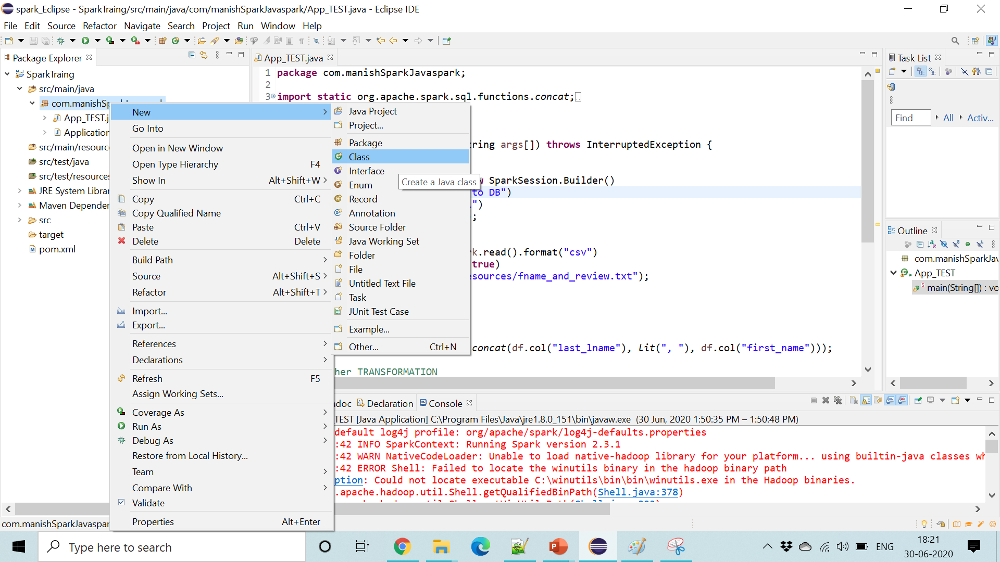 spark_Eclipse - SparkTraing/src/main/java/com/manishSparkJavaspark/App_TEST.java - Eclipse IDE
File Edit Source Refactor Navigate Search Project Run Window Help
Package Explorer
SparkTraing
src/main/java
com.manishSp
App_TEST.j
Application
src/main/resourc
src/test/java
src/test/resources
JRE System Librar
Maven Depender
src
target
pom.xml
New
Go Into
Open in New Window
Open Type Hierarchy F4
Show In Alt+Shift+W
Copy Ctrl+C
Copy Qualified Name
Paste Ctrl+V
Delete Delete
Build Path
Source Alt+Shift+S
Refactor Alt+Shift+T
Import...
Export...
References
Declarations
Refresh F5
Assign Working Sets...
Coverage As
Run As
Debug As
Restore from Local History...
Team
Compare With
Validate
Properties Alt+Enter
Java Project
Project...
Package
Class
Interface
Enum
Record
Annotation
Source Folder
Java Working Set
Folder
File
Untitled Text File
Task
JUnit Test Case
Example...
Other... Ctrl+N
Create a Java class
App_TEST.java
1 package com.manishSparkJavaspark;
2
3 import static org.apache.spark.sql.functions.concat;
ring args[]) throws InterruptedException {
SparkSession.Builder()
to DB")
")
;
k.read().format("csv")
true)
esources/fname_and_review.txt");
concat(df.col("last_lname"), lit(", "), df.col("first_name")));
her TRANSFORMATION
adoc Declaration Console
TEST [Java Application] C:\Program Files\Java\jre1.8.0_151\bin\javaw.exe (30 Jun, 2020 1:50:35 PM – 1:50:48 PM)
default log4j profile: org/apache/spark/log4j-defaults.properties
:42 INFO SparkContext: Running Spark version 2.3.1
:42 WARN NativeCodeLoader: Unable to load native-hadoop library for your platform... using builtin-java classes wh
:42 ERROR Shell: Failed to locate the winutils binary in the hadoop binary path
ption: Could not locate executable C:\winutils\bin\bin\winutils.exe in the Hadoop binaries.
.apache.hadoop.util.Shell.getQualifiedBinPath(Shell.java:378)
Task List
Find All Activ...
Outline
com.manishSparkJav
App_TEST
main(String[]) : vo
com.manishSparkJavaspar
Type here to search
ENG
18:21
30-06-2020